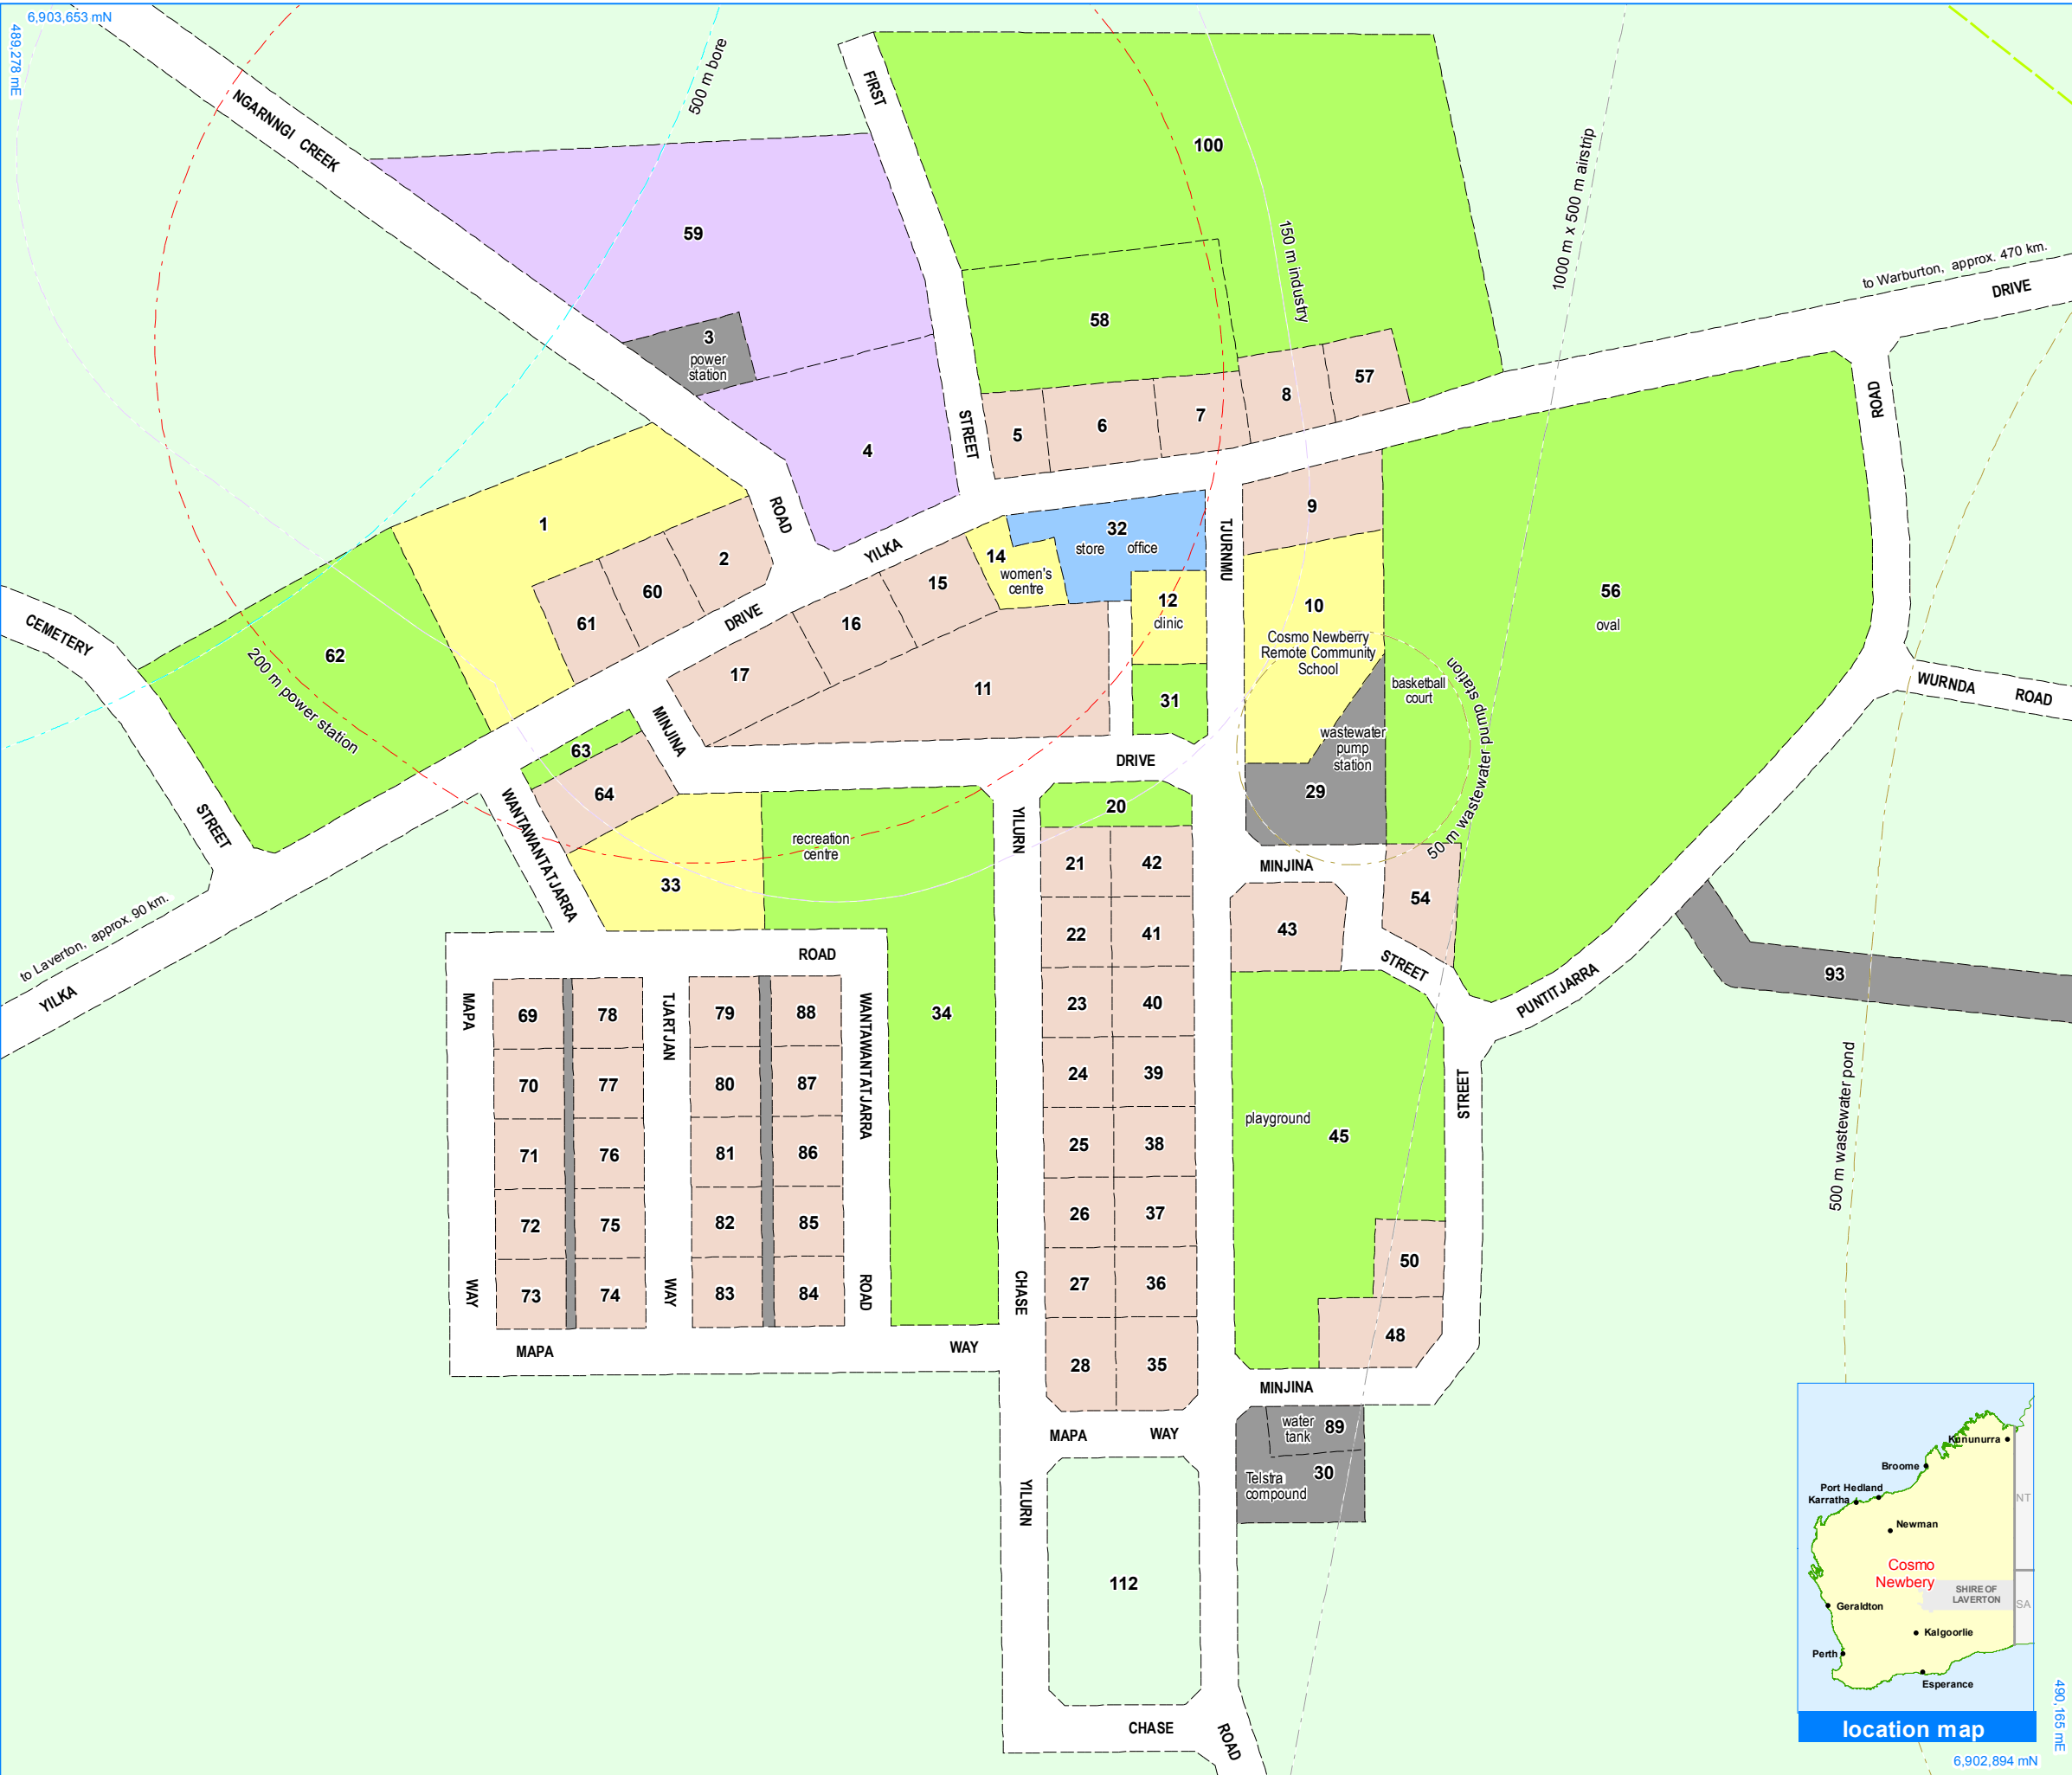 6,903,653 mN
489,278 mE
NGARNNGI CREEK
500 m bore
FIRST
100
59
150 m industry
1000 m x 500 m airstrip
to Warburton, approx. 470 km.
DRIVE
58
3
power
station
57
8
7
6
5
STREET
ROAD
4
9
1
ROAD
2
YILKA
32
store office
14
women's
centre
TJURNMU
15
60
61
16
DRIVE
12
clinic
10
Cosmo Newberry
Remote Community
School
56
oval
CEMETERY
62
200 m power station
17
11
31
basketball
court
50 m wastewater pump station
WURNDA ROAD
MINJINA
63
64
DRIVE
wastewater
pump
station
29
STREET
WANTAWANTATJARRA
20
YILURN
recreation
centre
33
21
42
MINJINA
54
to Laverton, approx. 90 km.
YILKA
22
41
43
ROAD
STREET
PUNTITJARRA
93
MAPA
69
78
TJARTJAN
79
88
WANTAWANTATJARRA
34
23
40
70
77
80
87
24
39
STREET
playground
45
500 m wastewater pond
71
76
81
86
25
38
72
75
82
85
26
37
50
WAY
73
74
WAY
83
84
ROAD
CHASE
27
36
48
MAPA
WAY
28
35
MINJINA
MAPA WAY
water
tank
89
30
Telstra
compound
YILURN
112
CHASE
ROAD
Kununurra
Broome
Port Hedland
Karratha
NT
Newman
Cosmo
Newbery
SHIRE OF
LAVERTON
SA
Geraldton
Kalgoorlie
Perth
Esperance
location map
490,165 mE
6,902,894 mN